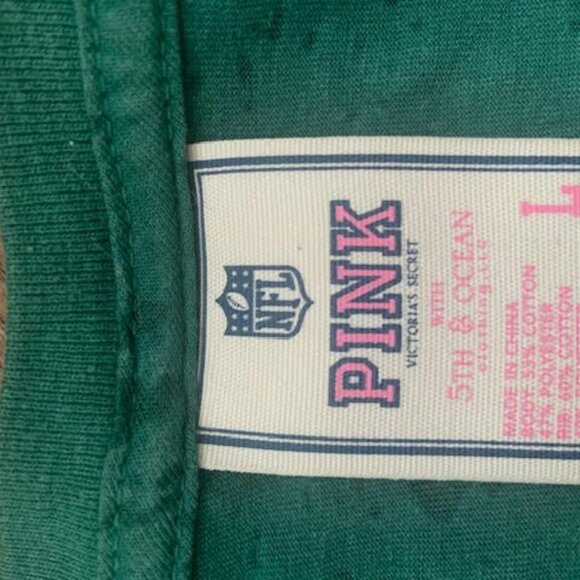 NFL
PINK
VICTORIA'S SECRET
WITH
5TH & OCEAN
CLOTHING, LLC
L
MADE IN CHINA
BODY: 53% COTTON
47% POLYESTER
RIB: 60% COTTON